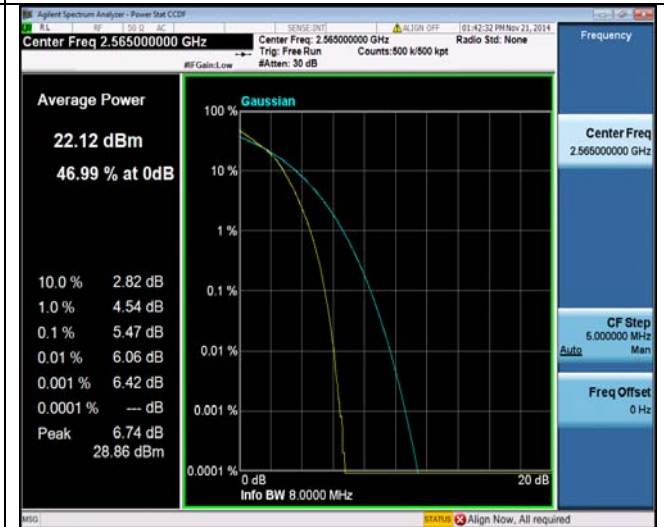 Agilent Spectrum Analyzer - Power Stat CCDF
RL RF 50 Ω AC SENSE:INT ALIGN OFF 01:42:32 PM Nov 21, 2014
Center Freq 2.565000000 GHz
Center Freq: 2.565000000 GHz Radio Std: None
Trig: Free Run Counts:500 k/500 kpt
#IFGain:Low #Atten: 30 dB
Frequency
Average Power
22.12 dBm
46.99 % at 0dB
10.0 % 2.82 dB
1.0 % 4.54 dB
0.1 % 5.47 dB
0.01 % 6.06 dB
0.001 % 6.42 dB
0.0001 % --- dB
Peak 6.74 dB
28.86 dBm
Gaussian
100 %
10 %
1 %
0.1 %
0.01 %
0.001 %
0.0001 %
0 dB 20 dB
Info BW 8.0000 MHz
Center Freq
2.565000000 GHz
CF Step
5.000000 MHz
Auto Man
Freq Offset
0 Hz
MSG STATUS Align Now, All required